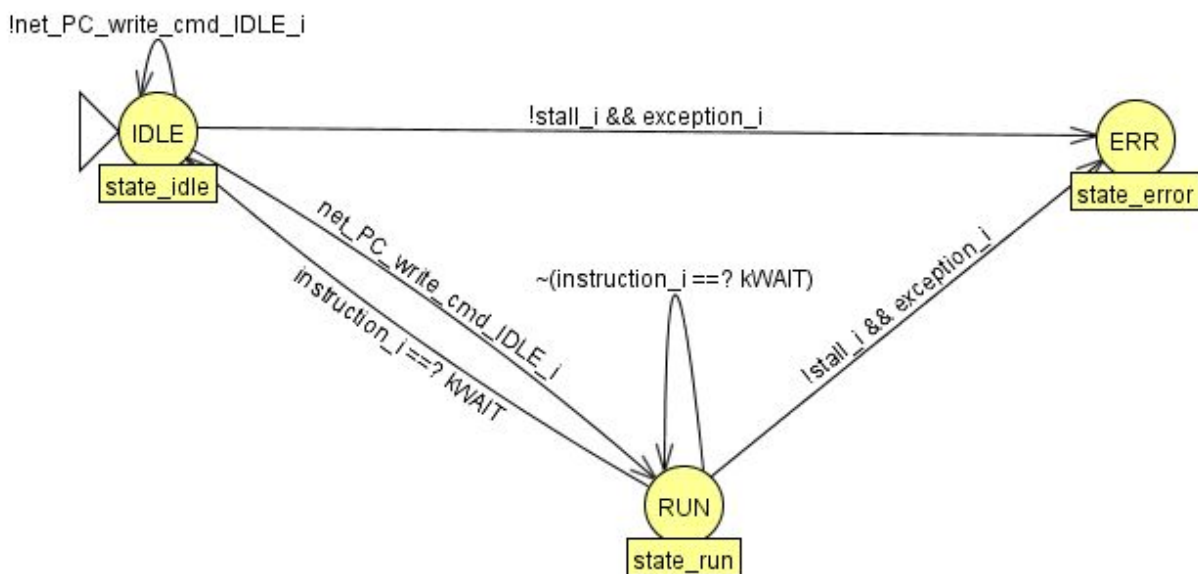 !net_PC_write_cmd_IDLE_i
IDLE
state_idle
!stall_i && exception_i
ERR
state_error
net_PC_write_cmd_IDLE_i
instruction_i ==? kWAIT
~(instruction_i ==? kWAIT)
!stall_i && exception_i
RUN
state_run